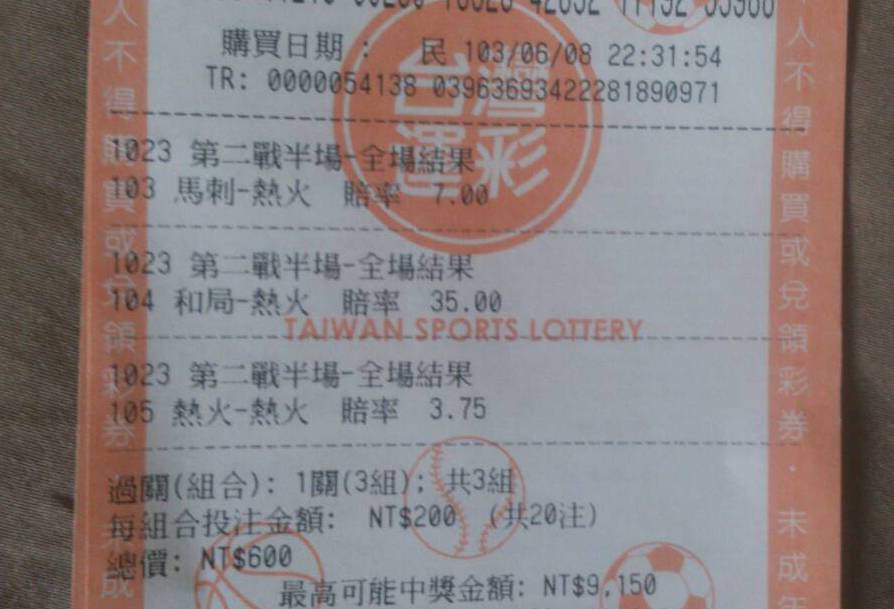 購買日期： 民 103/06/08 22:31:54
TR: 0000054138 039636934222281890971
台灣運彩
1023 第二戰半場-全場結果
103 馬刺-熱火 賠率 7.00
1023 第二戰半場-全場結果
104 和局-熱火 賠率 35.00
TAIWAN SPORTS LOTTERY
1023 第二戰半場-全場結果
105 熱火-熱火 賠率 3.75
過關(組合): 1關(3組); 共3組
每組合投注金額: NT$200 (共20注)
總價: NT$600
最高可能中獎金額: NT$9,150
人不得購買或兌領彩券
成
人不得購買或兌領彩券．未成年